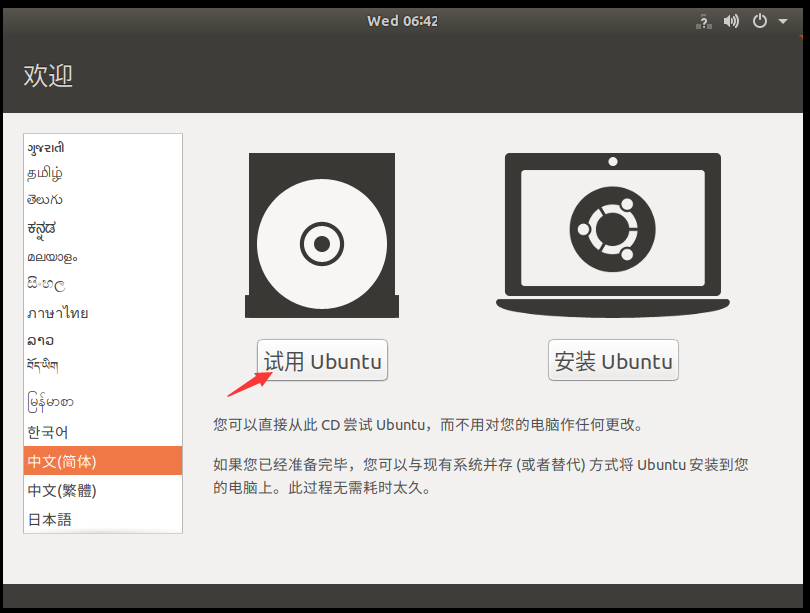 Wed 06:42
欢迎
ગુજરાતી
தமிழ்
తెలుగు
ಕನ್ನಡ
മലയാളം
සිංහල
ภาษาไทย
ລາວ
བོད་ཡིག
မြန်မာစာ
한국어
中文(简体)
中文(繁體)
日本語
试用 Ubuntu
安装 Ubuntu
您可以直接从此 CD 尝试 Ubuntu，而不用对您的电脑作任何更改。
如果您已经准备完毕，您可以与现有系统并存 (或者替代) 方式将 Ubuntu 安装到您
的电脑上。此过程无需耗时太久。